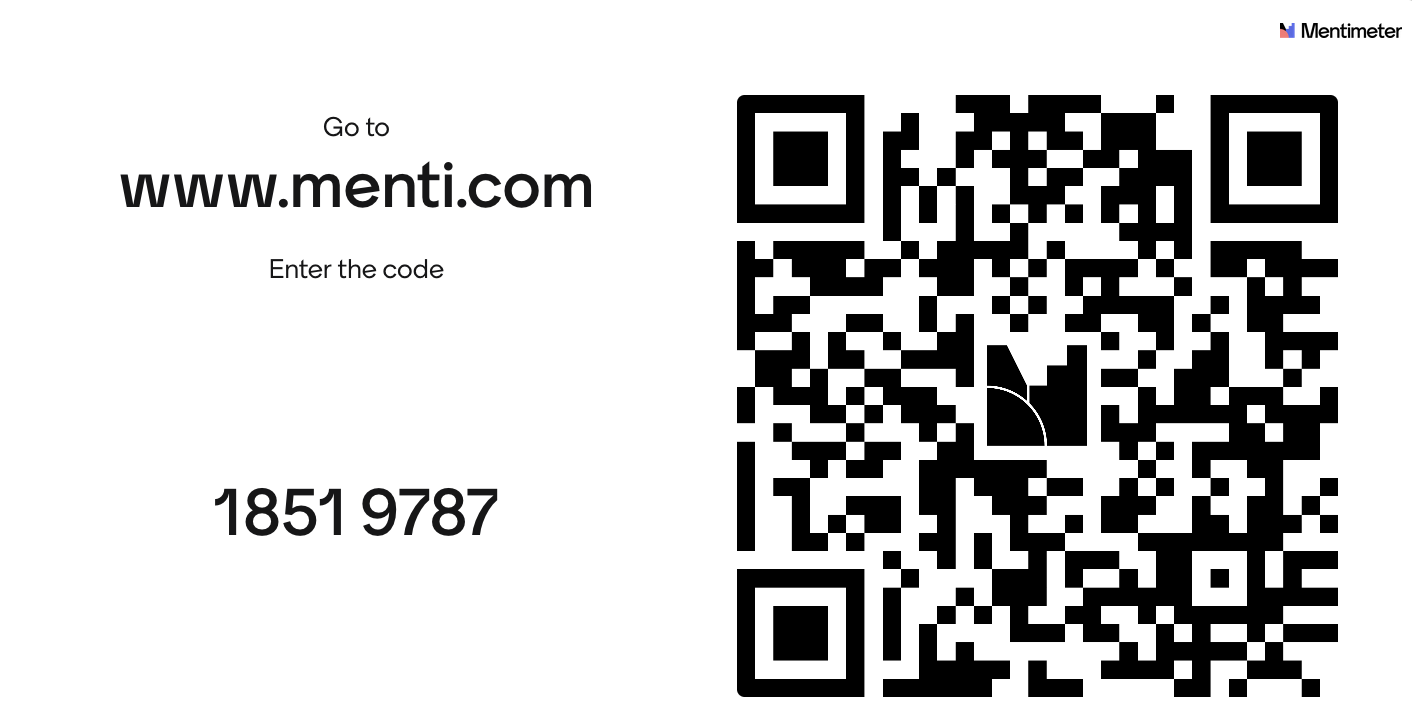 Mentimeter
Go to
www.menti.com
Enter the code
1851 9787